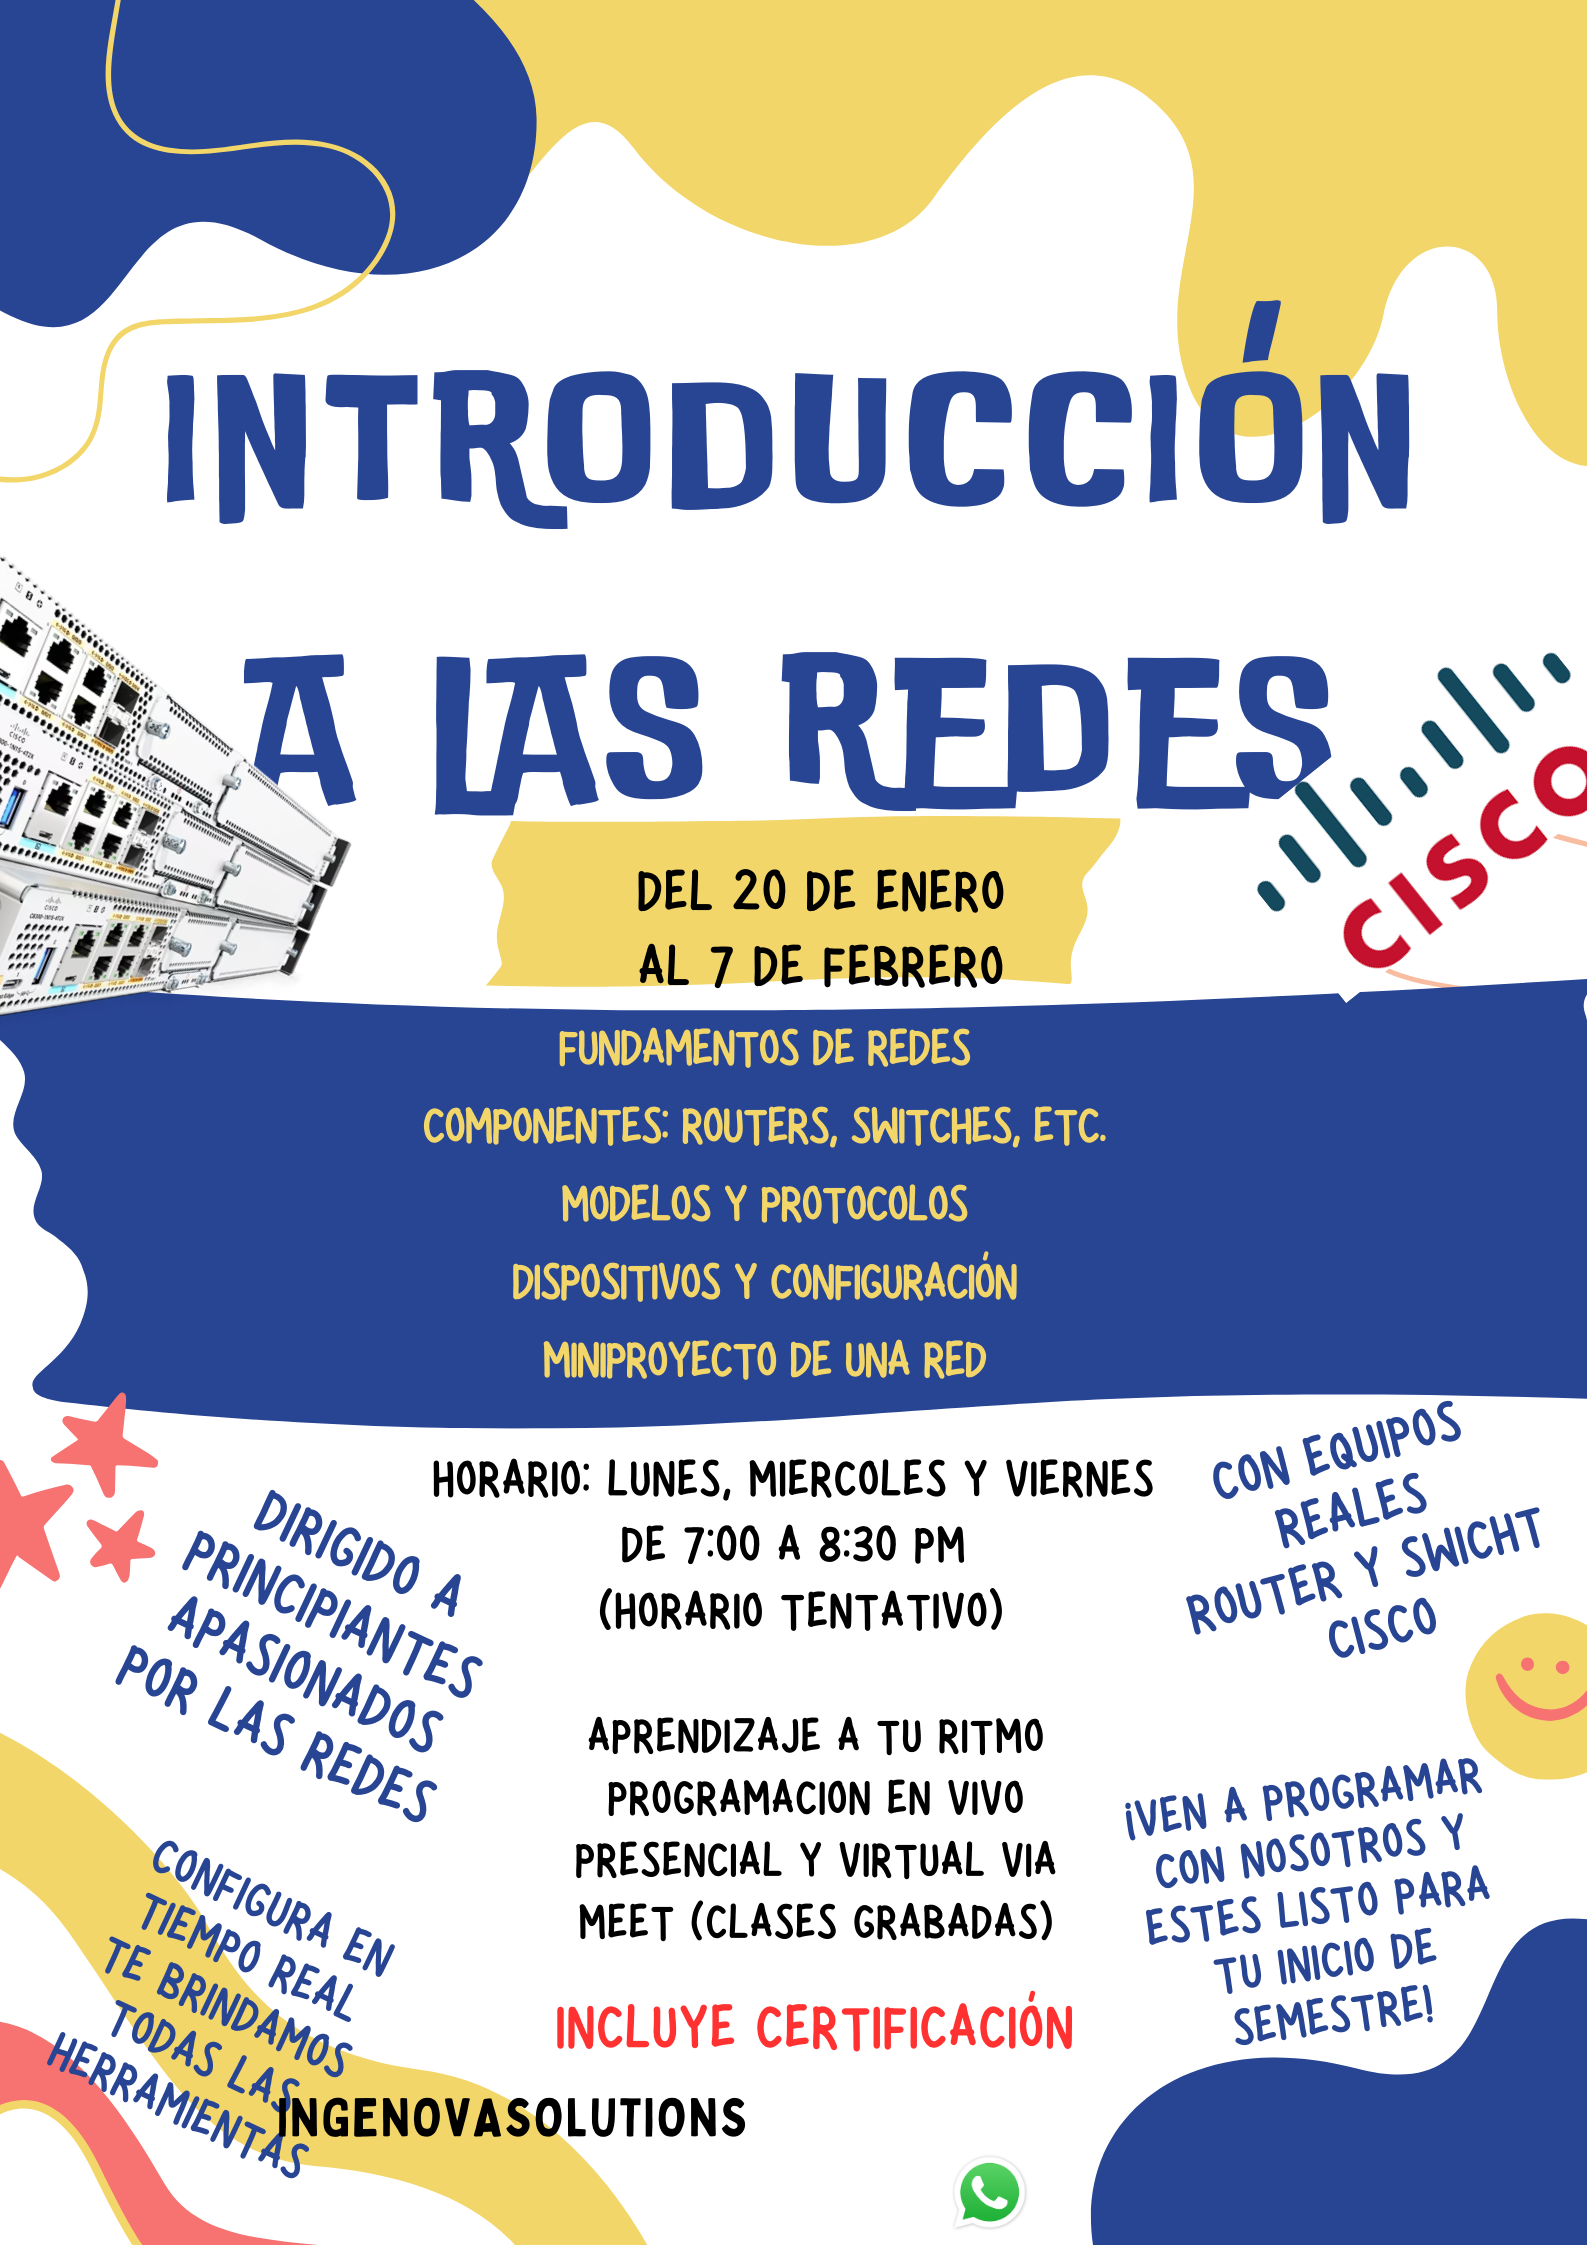 INTRODUCCIÓN
A LAS REDES
CISCO
DEL 20 DE ENERO
AL 7 DE FEBRERO
FUNDAMENTOS DE REDES
COMPONENTES: ROUTERS, SWITCHES, ETC.
MODELOS Y PROTOCOLOS
DISPOSITIVOS Y CONFIGURACIÓN
MINIPROYECTO DE UNA RED
HORARIO: LUNES, MIERCOLES Y VIERNES
DE 7:00 A 8:30 PM
(HORARIO TENTATIVO)
CON EQUIPOS
REALES
ROUTER Y SWICHT
CISCO
DIRIGIDO A
PRINCIPIANTES
APASIONADOS
POR LAS REDES
APRENDIZAJE A TU RITMO
PROGRAMACION EN VIVO
PRESENCIAL Y VIRTUAL VIA
MEET (CLASES GRABADAS)
¡VEN A PROGRAMAR
CON NOSOTROS Y
ESTES LISTO PARA
TU INICIO DE
SEMESTRE!
CONFIGURA EN
TIEMPO REAL
TE BRINDAMOS
TODAS LAS
HERRAMIENTAS
INCLUYE CERTIFICACIÓN
INGENOVASOLUTIONS